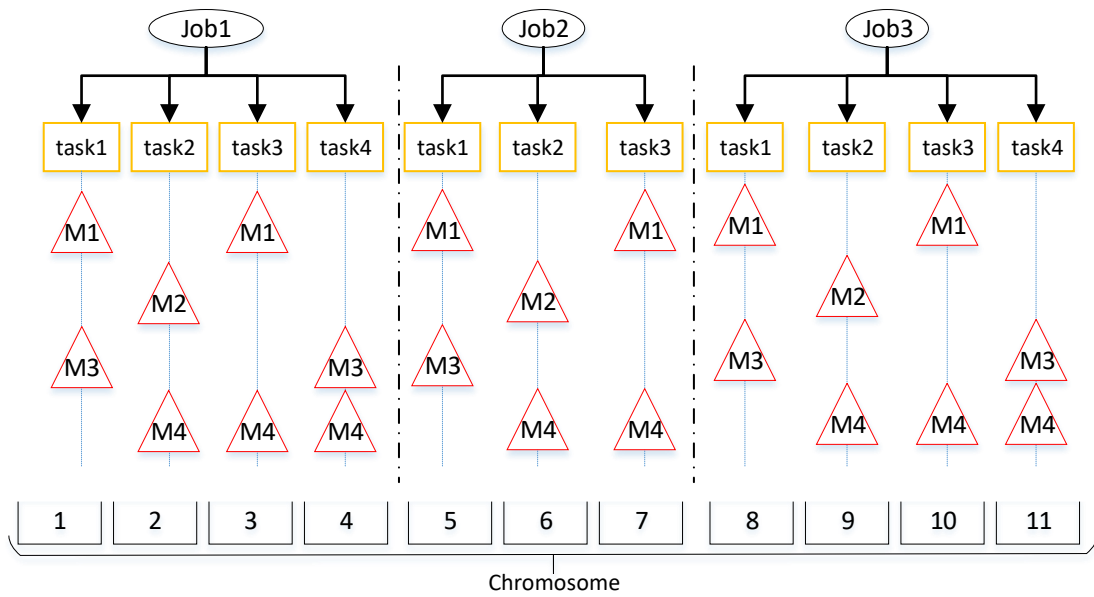 Job1 Job2 Job3
task1 task2 task3 task4 task1 task2 task3 task1 task2 task3 task4
M1 M1 M1 M1 M1 M1
M2 M2 M2
M3 M3 M3 M3 M3
M4 M4 M4 M4 M4 M4 M4 M4
1 2 3 4 5 6 7 8 9 10 11
Chromosome